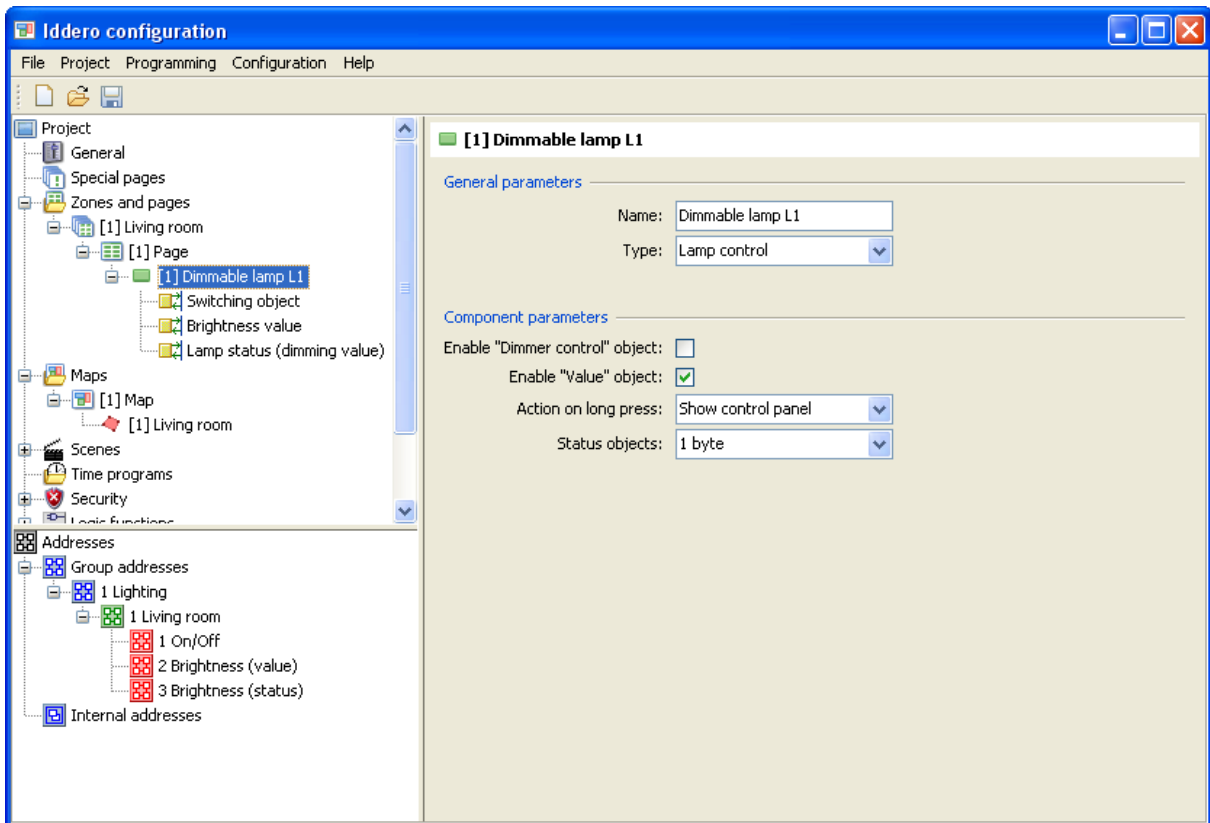 Iddero configuration
File Project Programming Configuration Help
Project
General
Special pages
Zones and pages
[1] Living room
[1] Page
[1] Dimmable lamp L1
Switching object
Brightness value
Lamp status (dimming value)
Maps
[1] Map
[1] Living room
Scenes
Time programs
Security
Logic functions
Addresses
Group addresses
1 Lighting
1 Living room
1 On/Off
2 Brightness (value)
3 Brightness (status)
Internal addresses
[1] Dimmable lamp L1
General parameters
Name: Dimmable lamp L1
Type: Lamp control
Component parameters
Enable "Dimmer control" object:
Enable "Value" object:
Action on long press: Show control panel
Status objects: 1 byte